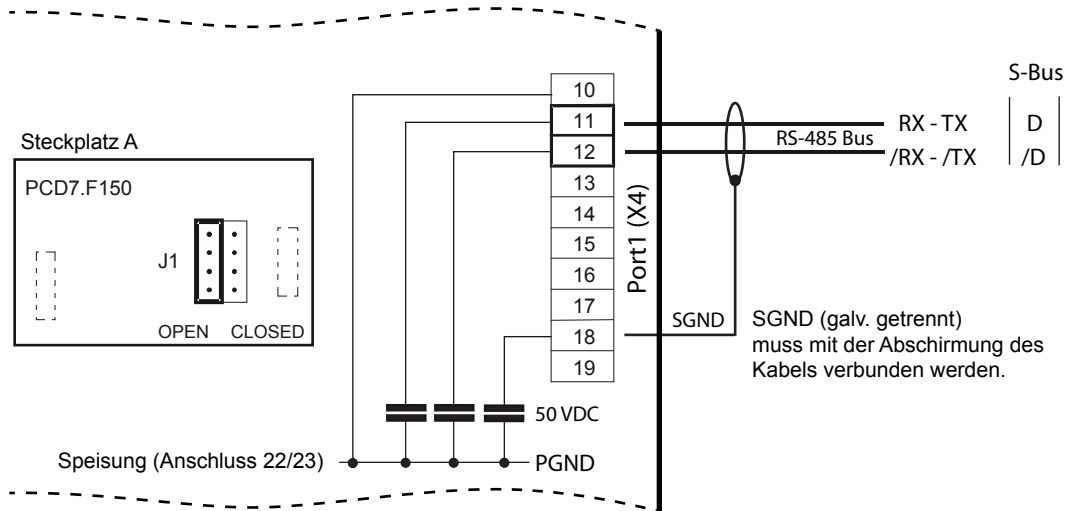 S-Bus
10
11
12
13
14
15
16
17
18
19
Port1 (X4)
RS-485 Bus
RX - TX
D
/RX - /TX
/D
Steckplatz A
PCD7.F150
J1
OPEN CLOSED
SGND
SGND (galv. getrennt)
muss mit der Abschirmung des
Kabels verbunden werden.
50 VDC
Speisung (Anschluss 22/23)
PGND